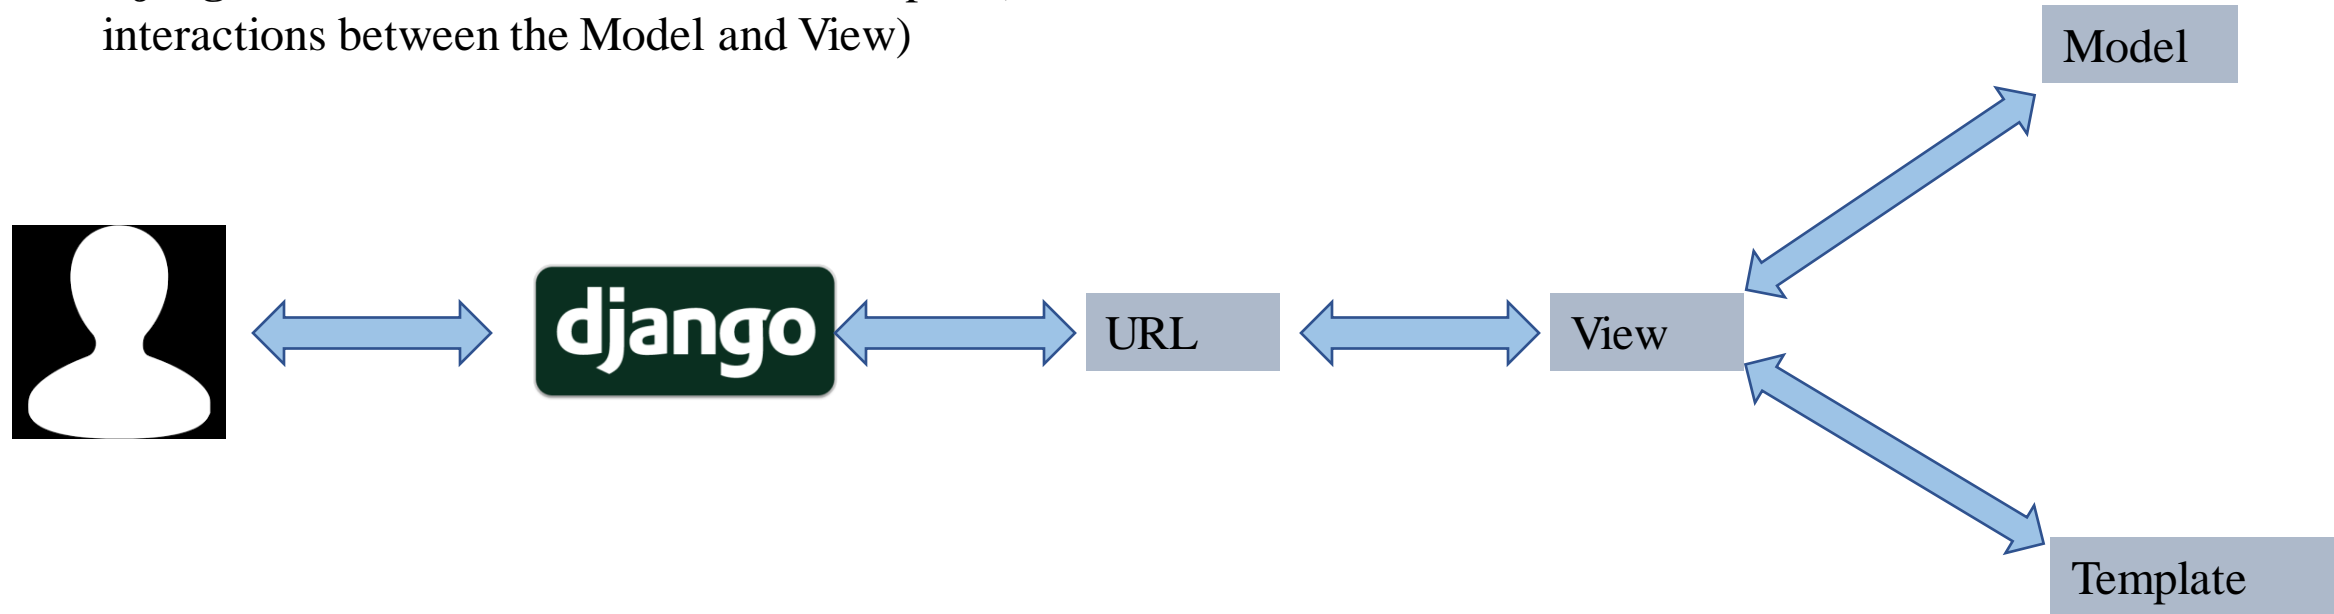 interactions between the Model and View)
Model
django
URL
View
Template